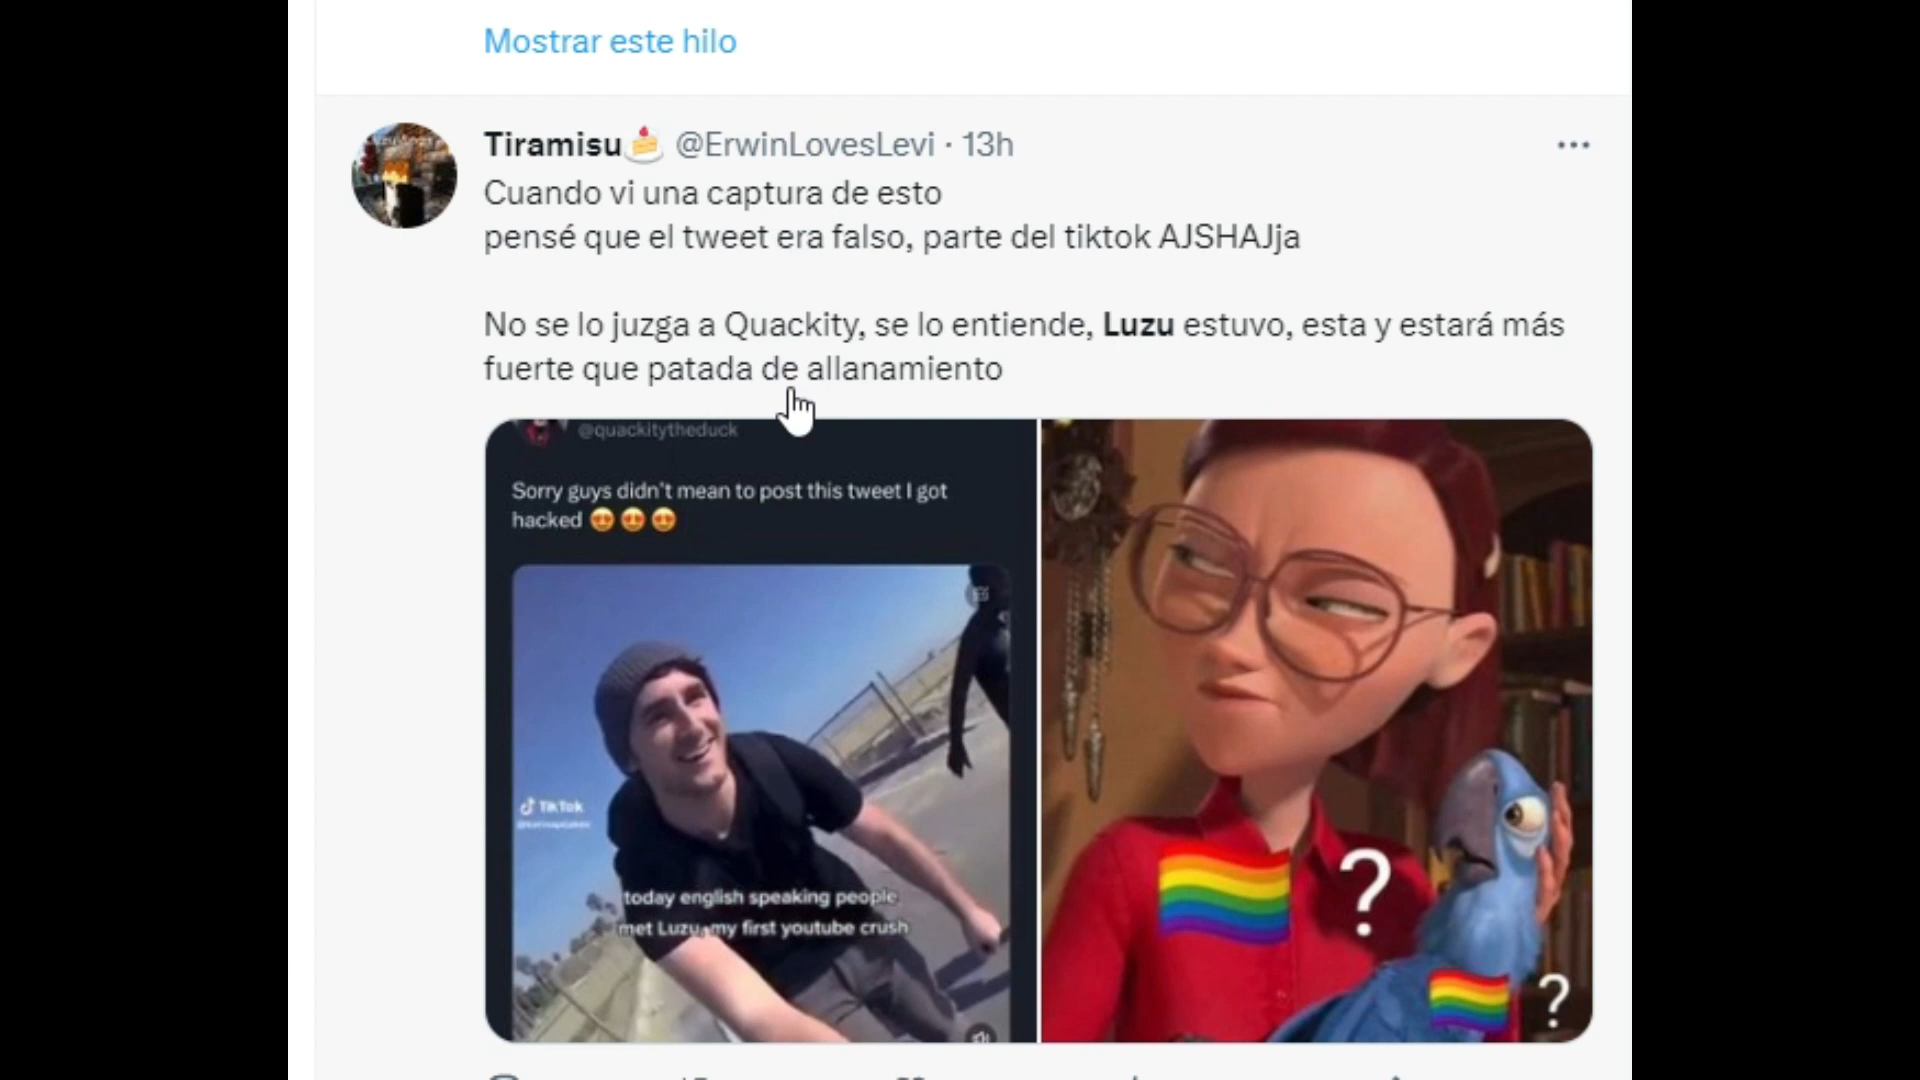 Mostrar este hilo
Tiramisu🍰 @ErwinLovesLevi · 13h
Cuando vi una captura de esto
pensé que el tweet era falso, parte del tiktok AJSHAJja
No se lo juzga a Quackity, se lo entiende, Luzu estuvo, esta y estará más
fuerte que patada de allanamiento
@quackitytheduck
Sorry guys didn't mean to post this tweet I got
hacked 😍😍😍
TikTok
today english speaking people
met Luzu, my first youtube crush
?
?